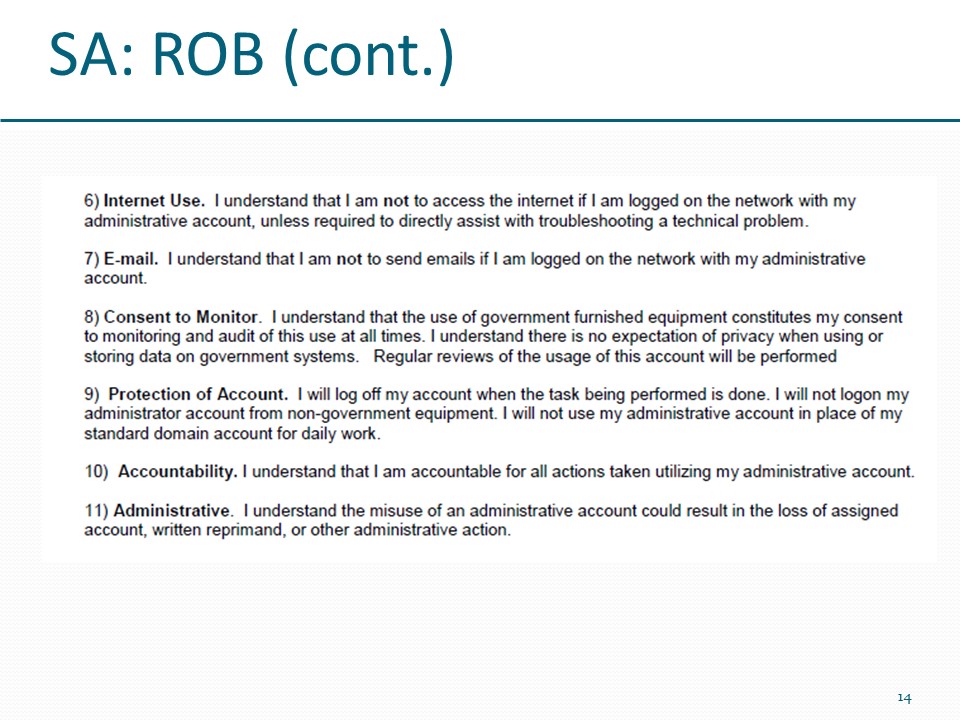 SA: ROB (cont.)
6) Internet Use.  I understand that I am not to access the internet if I am logged on the network with my
administrative account, unless required to directly assist with troubleshooting a technical problem.
7) E-mail.  I understand that I am not to send emails if I am logged on the network with my administrative
account.
8) Consent to Monitor.  I understand that the use of government furnished equipment constitutes my consent
to monitoring and audit of this use at all times. I understand there is no expectation of privacy when using or
storing data on government systems.   Regular reviews of the usage of this account will be performed
9)  Protection of Account.  I will log off my account when the task being performed is done. I will not logon my
administrator account from non-government equipment. I will not use my administrative account in place of my
standard domain account for daily work.
10)  Accountability. I understand that I am accountable for all actions taken utilizing my administrative account.
11) Administrative.  I understand the misuse of an administrative account could result in the loss of assigned
account, written reprimand, or other administrative action.
14